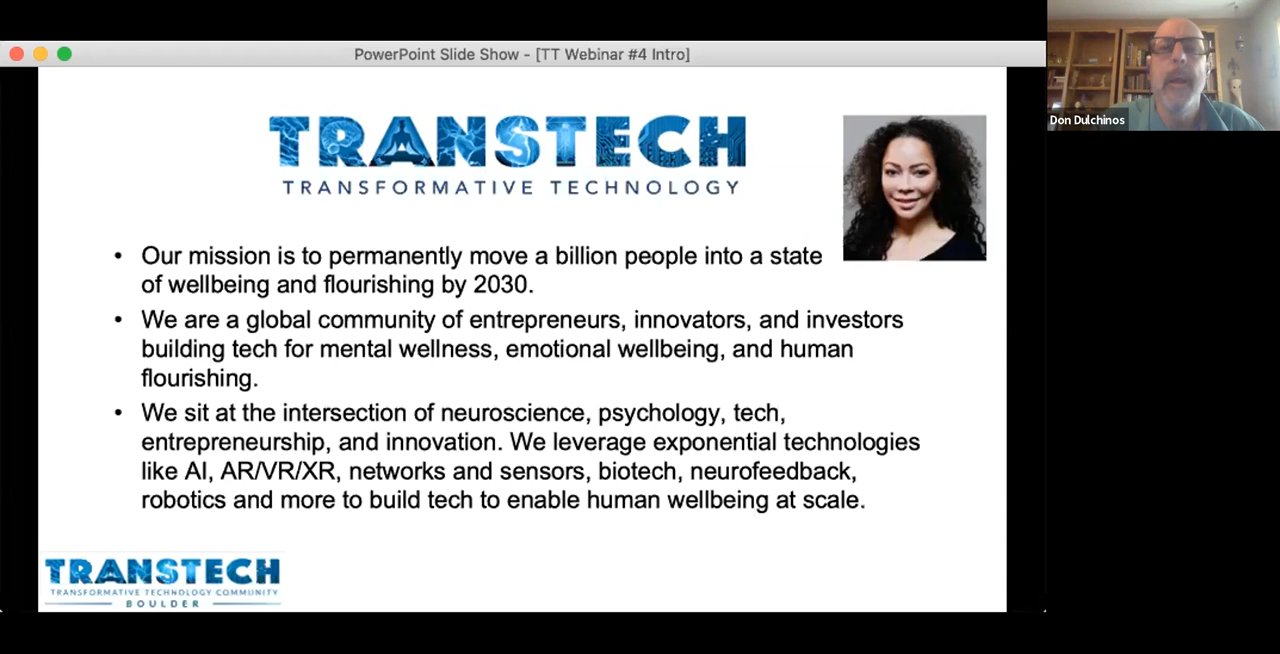 PowerPoint Slide Show - [TT Webinar #4 Intro]
Don Dulchinos
TRANSTECH
TRANSFORMATIVE TECHNOLOGY
• Our mission is to permanently move a billion people into a state
of wellbeing and flourishing by 2030.
• We are a global community of entrepreneurs, innovators, and investors
building tech for mental wellness, emotional wellbeing, and human
flourishing.
• We sit at the intersection of neuroscience, psychology, tech,
entrepreneurship, and innovation. We leverage exponential technologies
like AI, AR/VR/XR, networks and sensors, biotech, neurofeedback,
robotics and more to build tech to enable human wellbeing at scale.
TRANSTECH
TRANSFORMATIVE TECHNOLOGY COMMUNITY
BOULDER